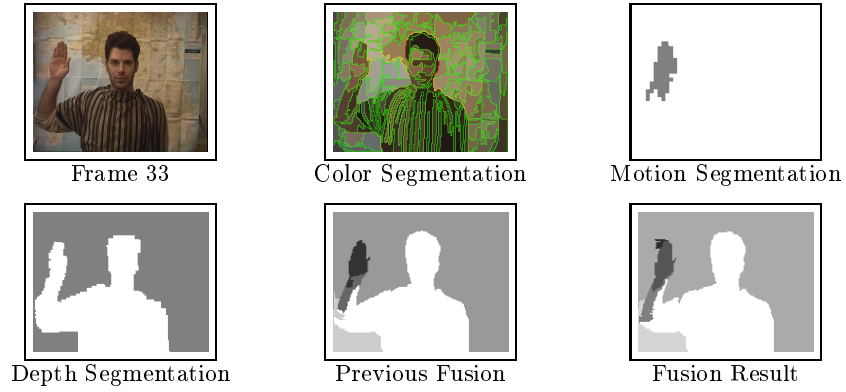 Frame 33
Color Segmentation
Motion Segmentation
Depth Segmentation
Previous Fusion
Fusion Result